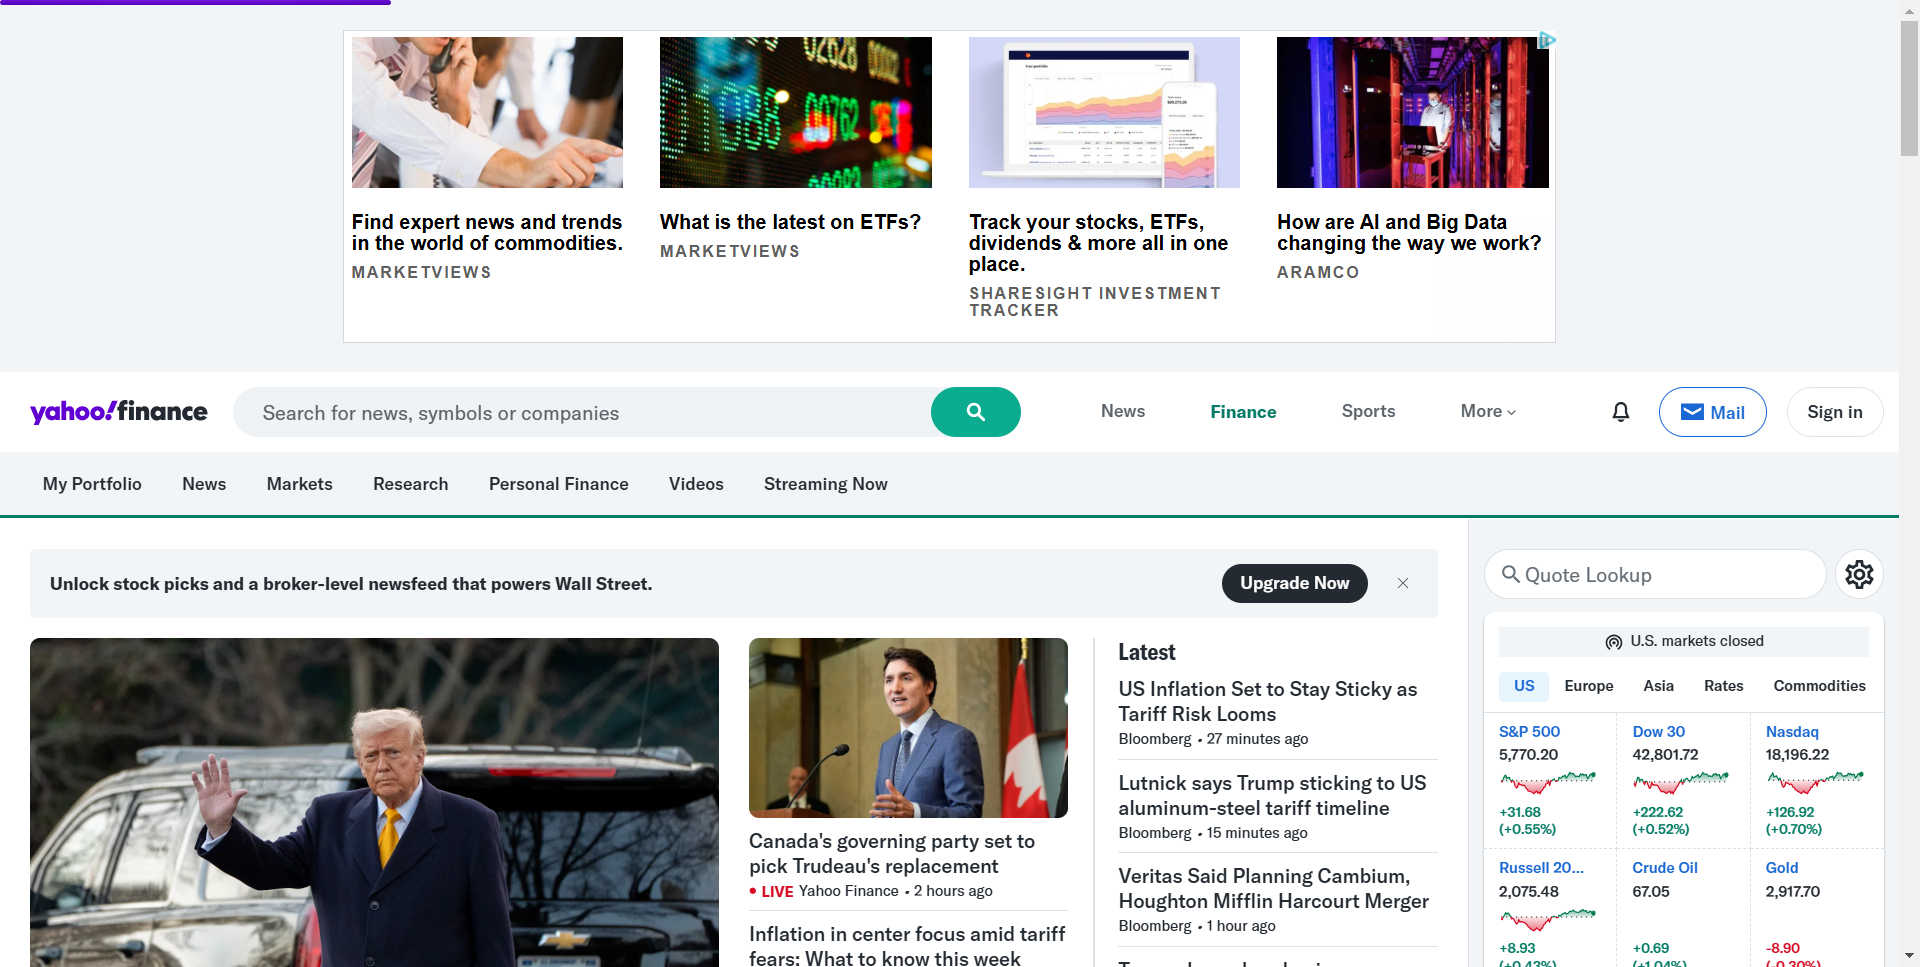 Find expert news and trends
in the world of commodities.
MARKETVIEWS
What is the latest on ETFs?
MARKETVIEWS
Track your stocks, ETFs,
dividends & more all in one
place.
SHARESIGHT INVESTMENT
TRACKER
How are AI and Big Data
changing the way we work?
ARAMCO
yahoo!finance
Search for news, symbols or companies
News
Finance
Sports
More
Mail
Sign in
My Portfolio
News
Markets
Research
Personal Finance
Videos
Streaming Now
Unlock stock picks and a broker-level newsfeed that powers Wall Street.
Upgrade Now
Canada's governing party set to
pick Trudeau's replacement
• LIVE Yahoo Finance • 2 hours ago
Inflation in center focus amid tariff
fears: What to know this week
Latest
US Inflation Set to Stay Sticky as
Tariff Risk Looms
Bloomberg • 27 minutes ago
Lutnick says Trump sticking to US
aluminum-steel tariff timeline
Bloomberg • 15 minutes ago
Veritas Said Planning Cambium,
Houghton Mifflin Harcourt Merger
Bloomberg • 1 hour ago
Quote Lookup
U.S. markets closed
US
Europe
Asia
Rates
Commodities
S&P 500
5,770.20
+31.68
(+0.55%)
Dow 30
42,801.72
+222.62
(+0.52%)
Nasdaq
18,196.22
+126.92
(+0.70%)
Russell 20...
2,075.48
+8.93
(+0.43%)
Crude Oil
67.05
+0.69
(+1.04%)
Gold
2,917.70
-8.90
(-0.30%)